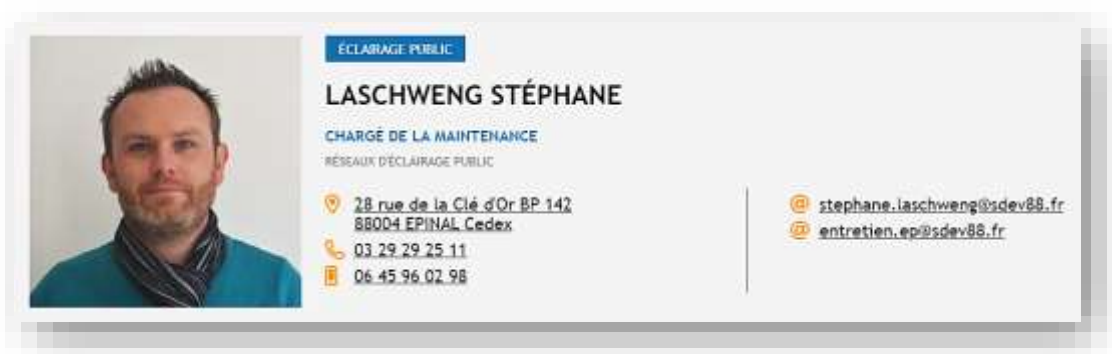 ÉCLAIRAGE PUBLIC
LASCHWENG STÉPHANE
CHARGÉ DE LA MAINTENANCE
RÉSEAUX D'ÉCLAIRAGE PUBLIC
28 rue de la Clé d'Or BP 142
88004 EPINAL Cedex
03 29 29 25 11
06 45 96 02 98
@ stephane.laschweng@sdev88.fr
@ entretien.ep@sdev88.fr